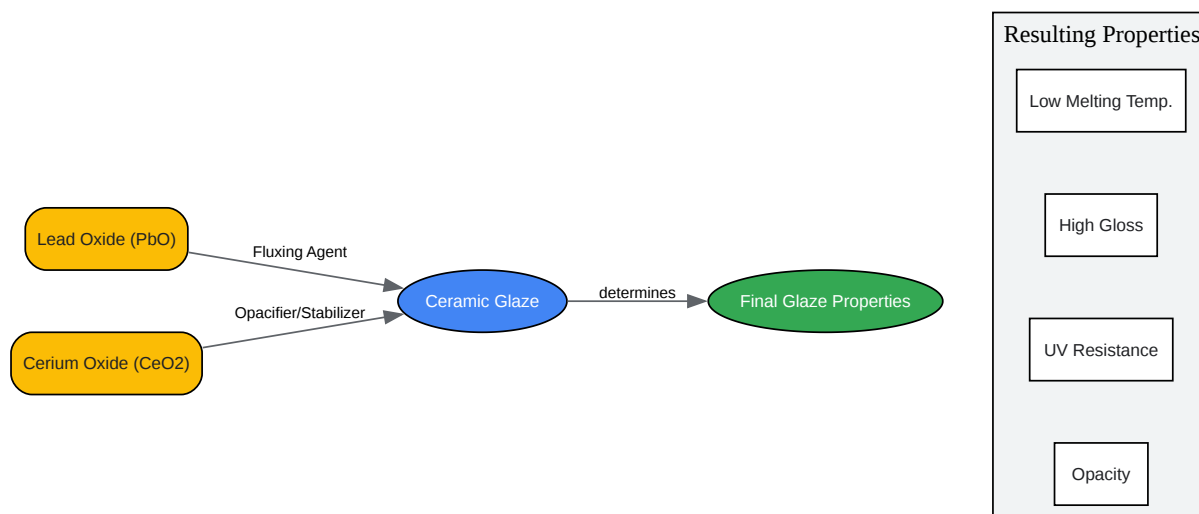 Resulting Properties
Low Melting Temp.
Lead Oxide (PbO)
Fluxing Agent
High Gloss
Ceramic Glaze
determines
Final Glaze Properties
Opacifier/Stabilizer
Cerium Oxide (CeO2)
UV Resistance
Opacity